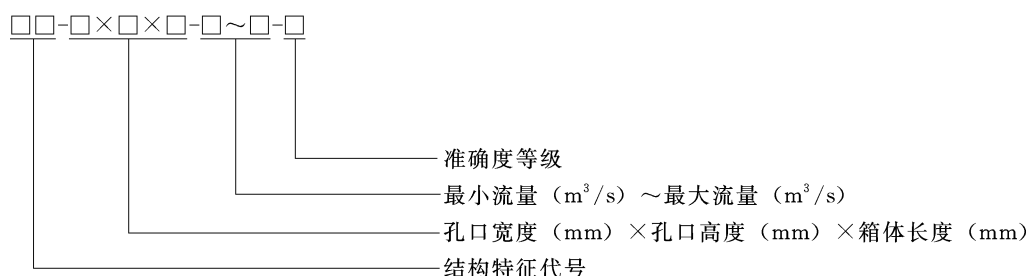 □□-□×□×□-□～□-□
准确度等级
最小流量（m³/s）～最大流量（m³/s）
孔口宽度（mm）×孔口高度（mm）×箱体长度（mm）
结构特征代号